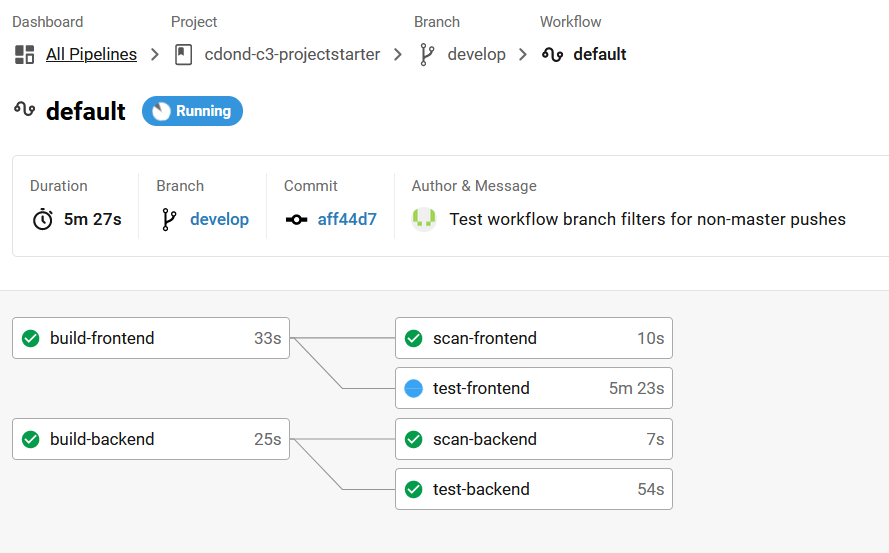 Dashboard Project Branch Workflow
All Pipelines cdond-c3-projectstarter develop default
default Running
Duration Branch Commit Author & Message
5m 27s develop aff44d7 Test workflow branch filters for non-master pushes
build-frontend 33s scan-frontend 10s
test-frontend 5m 23s
build-backend 25s scan-backend 7s
test-backend 54s